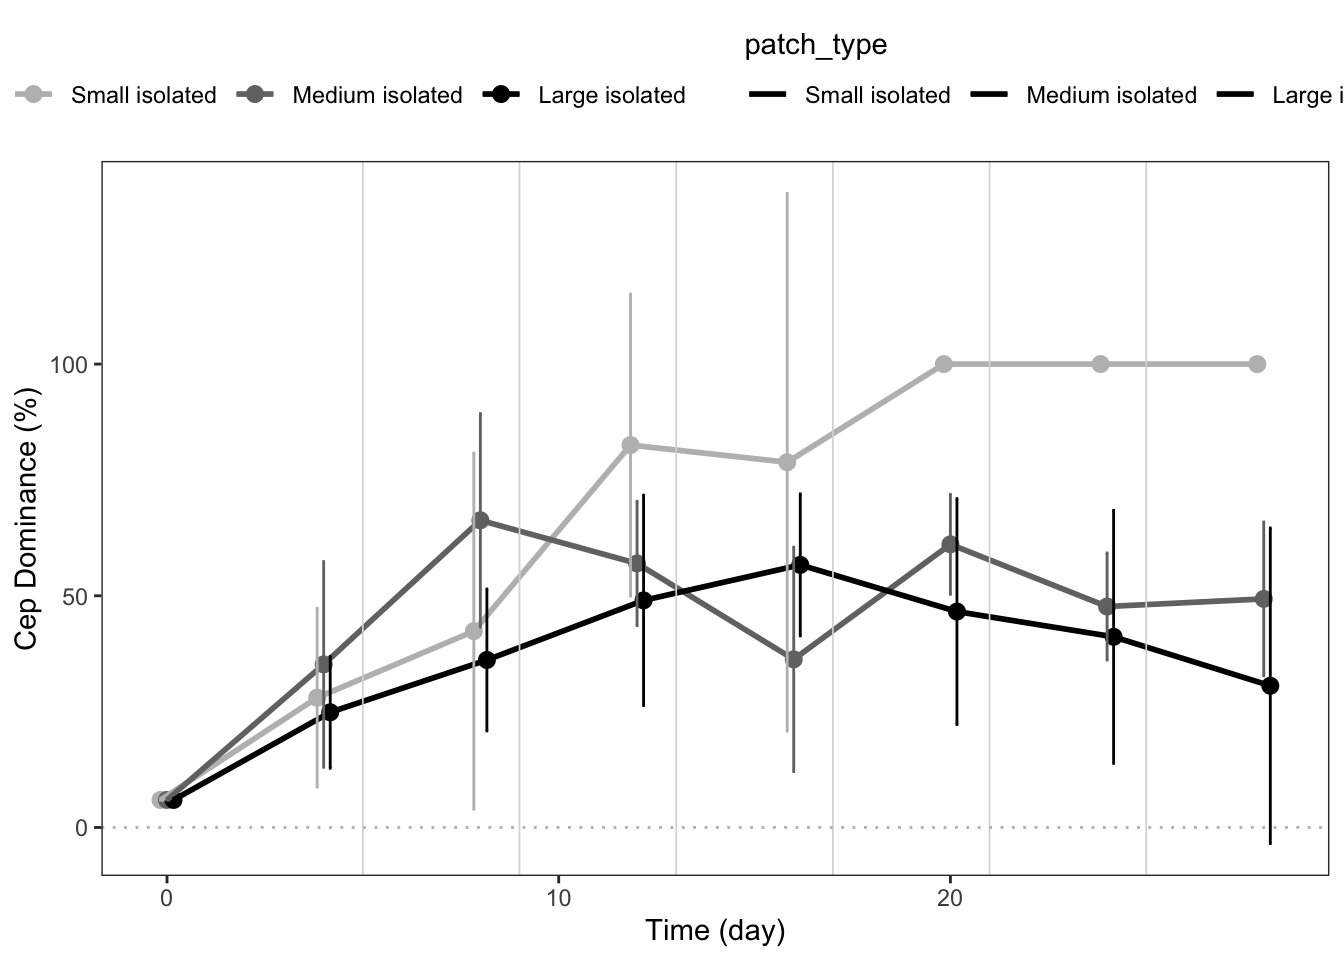 patch_type
Small isolated Medium isolated Large isolated Small isolated Medium isolated Large i
100
50
0
Cep Dominance (%)
0 10 20
Time (day)